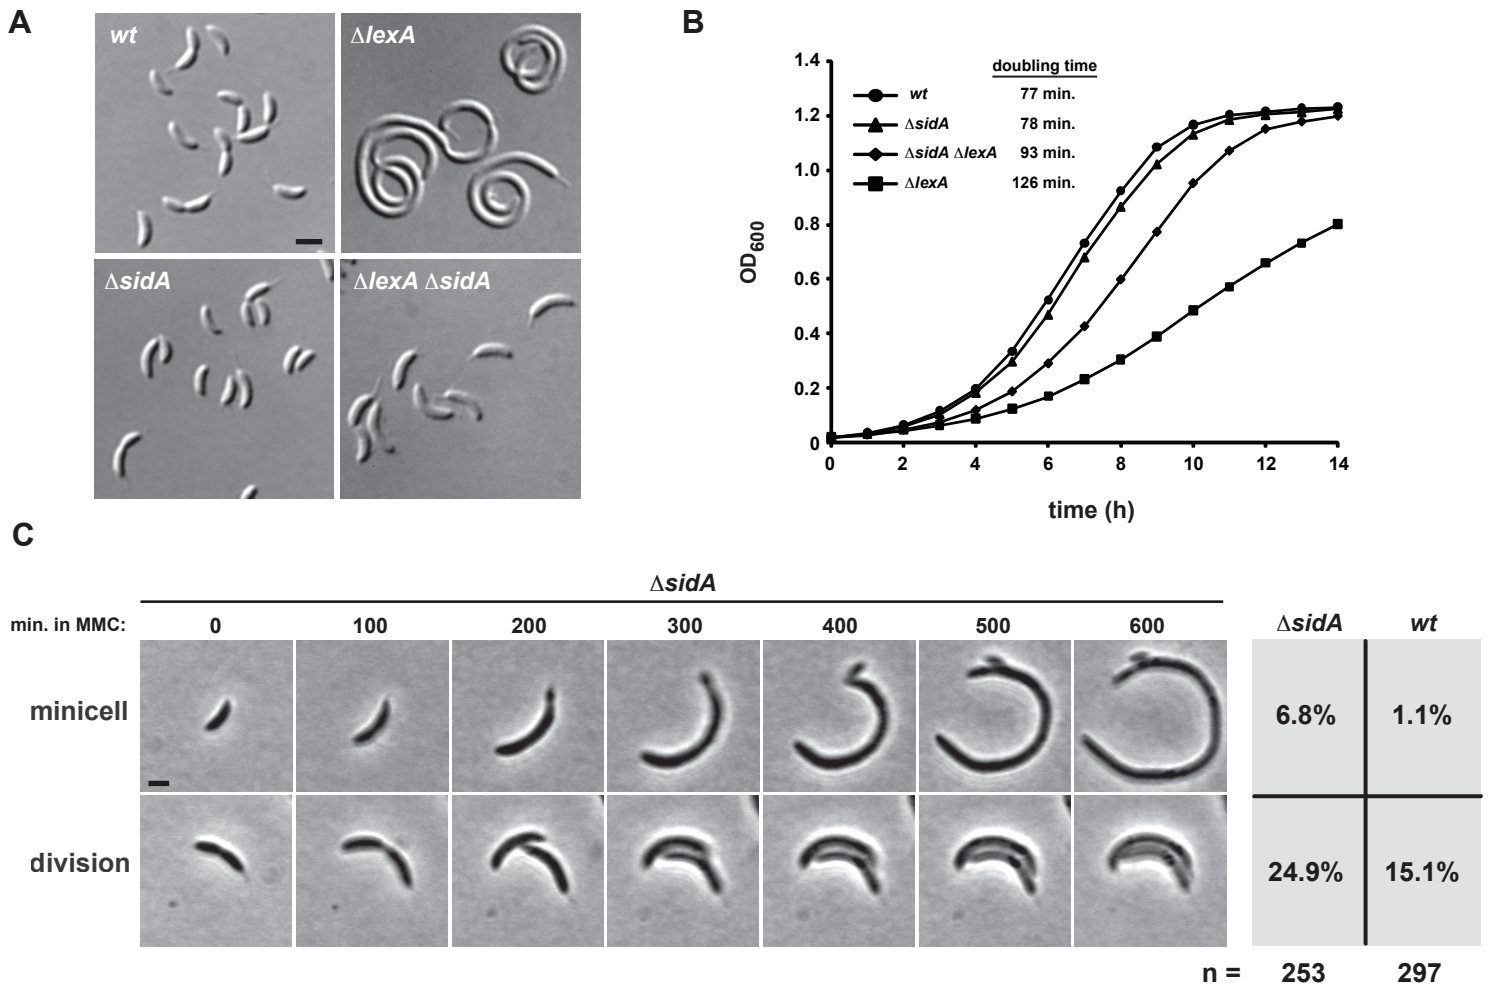 A
wt
ΔlexA
ΔsidA
ΔlexA ΔsidA
B
doubling time
wt 77 min.
ΔsidA 78 min.
ΔsidA ΔlexA 93 min.
ΔlexA 126 min.
1.4
1.2
1.0
0.8
0.6
0.4
0.2
0
OD600
0 2 4 6 8 10 12 14
time (h)
C
ΔsidA
min. in MMC: 0 100 200 300 400 500 600
ΔsidA wt
minicell
6.8% 1.1%
division
24.9% 15.1%
n = 253 297